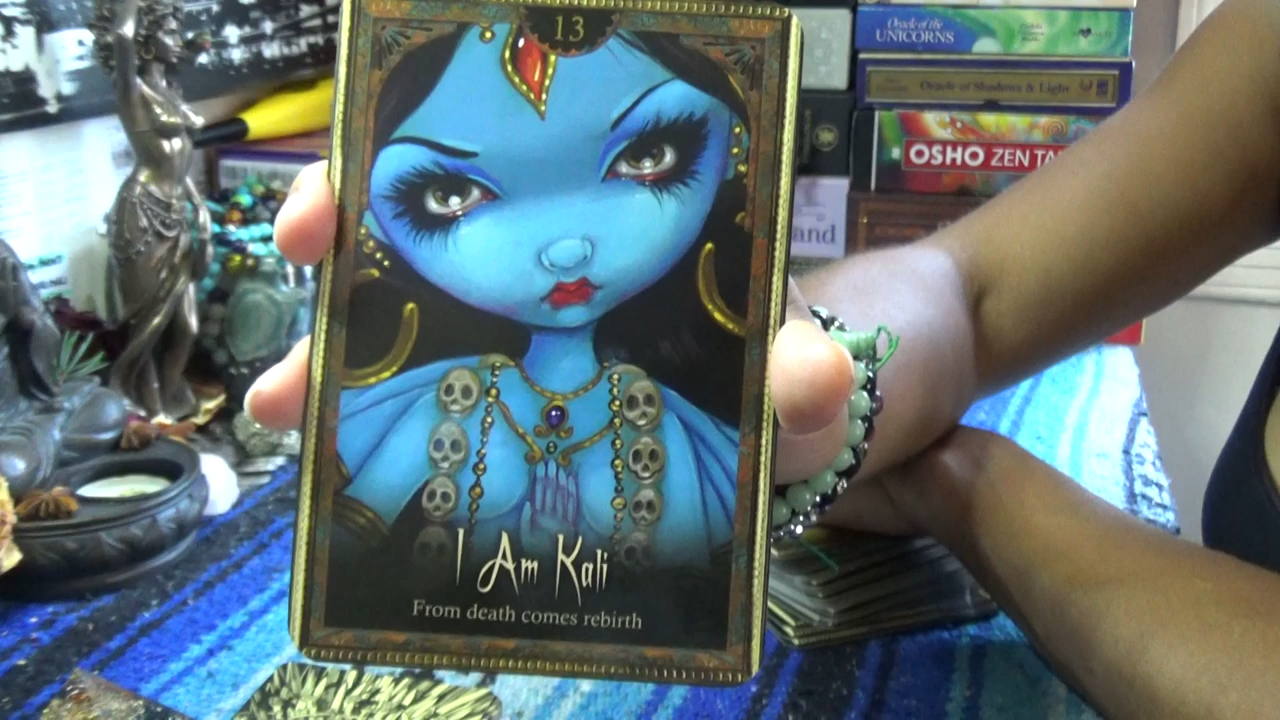 13
I Am Kali
From death comes rebirth
Oracle of the
UNICORNS
Oracle of Shadows & Light
OSHO ZEN TA
and